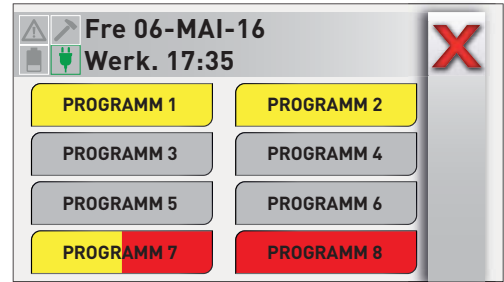 Fre 06-MAI-16
Werk. 17:35
PROGRAMM 1
PROGRAMM 2
PROGRAMM 3
PROGRAMM 4
PROGRAMM 5
PROGRAMM 6
PROGRAMM 7
PROGRAMM 8